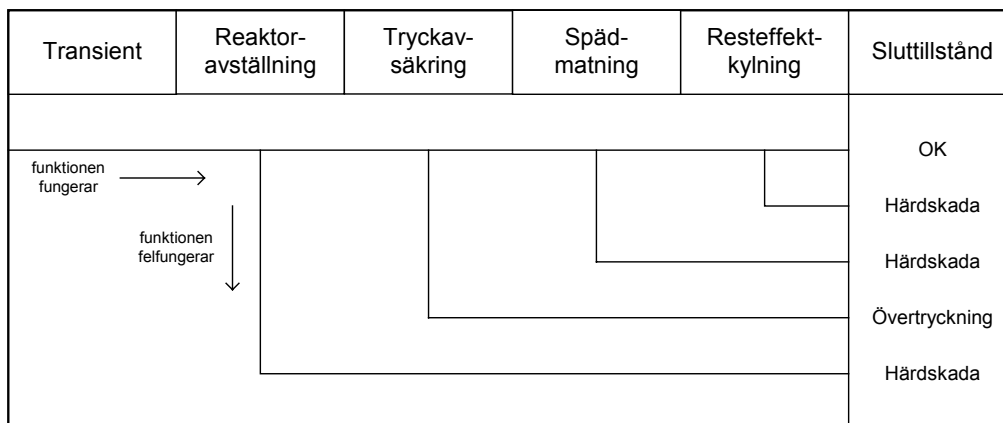 Transient
Reaktor-
avställning
Tryckav-
säkring
Späd-
matning
Resteffekt-
kylning
Sluttillstånd
OK
funktionen
fungerar
Härdskada
funktionen
felfungerar
Härdskada
Övertryckning
Härdskada